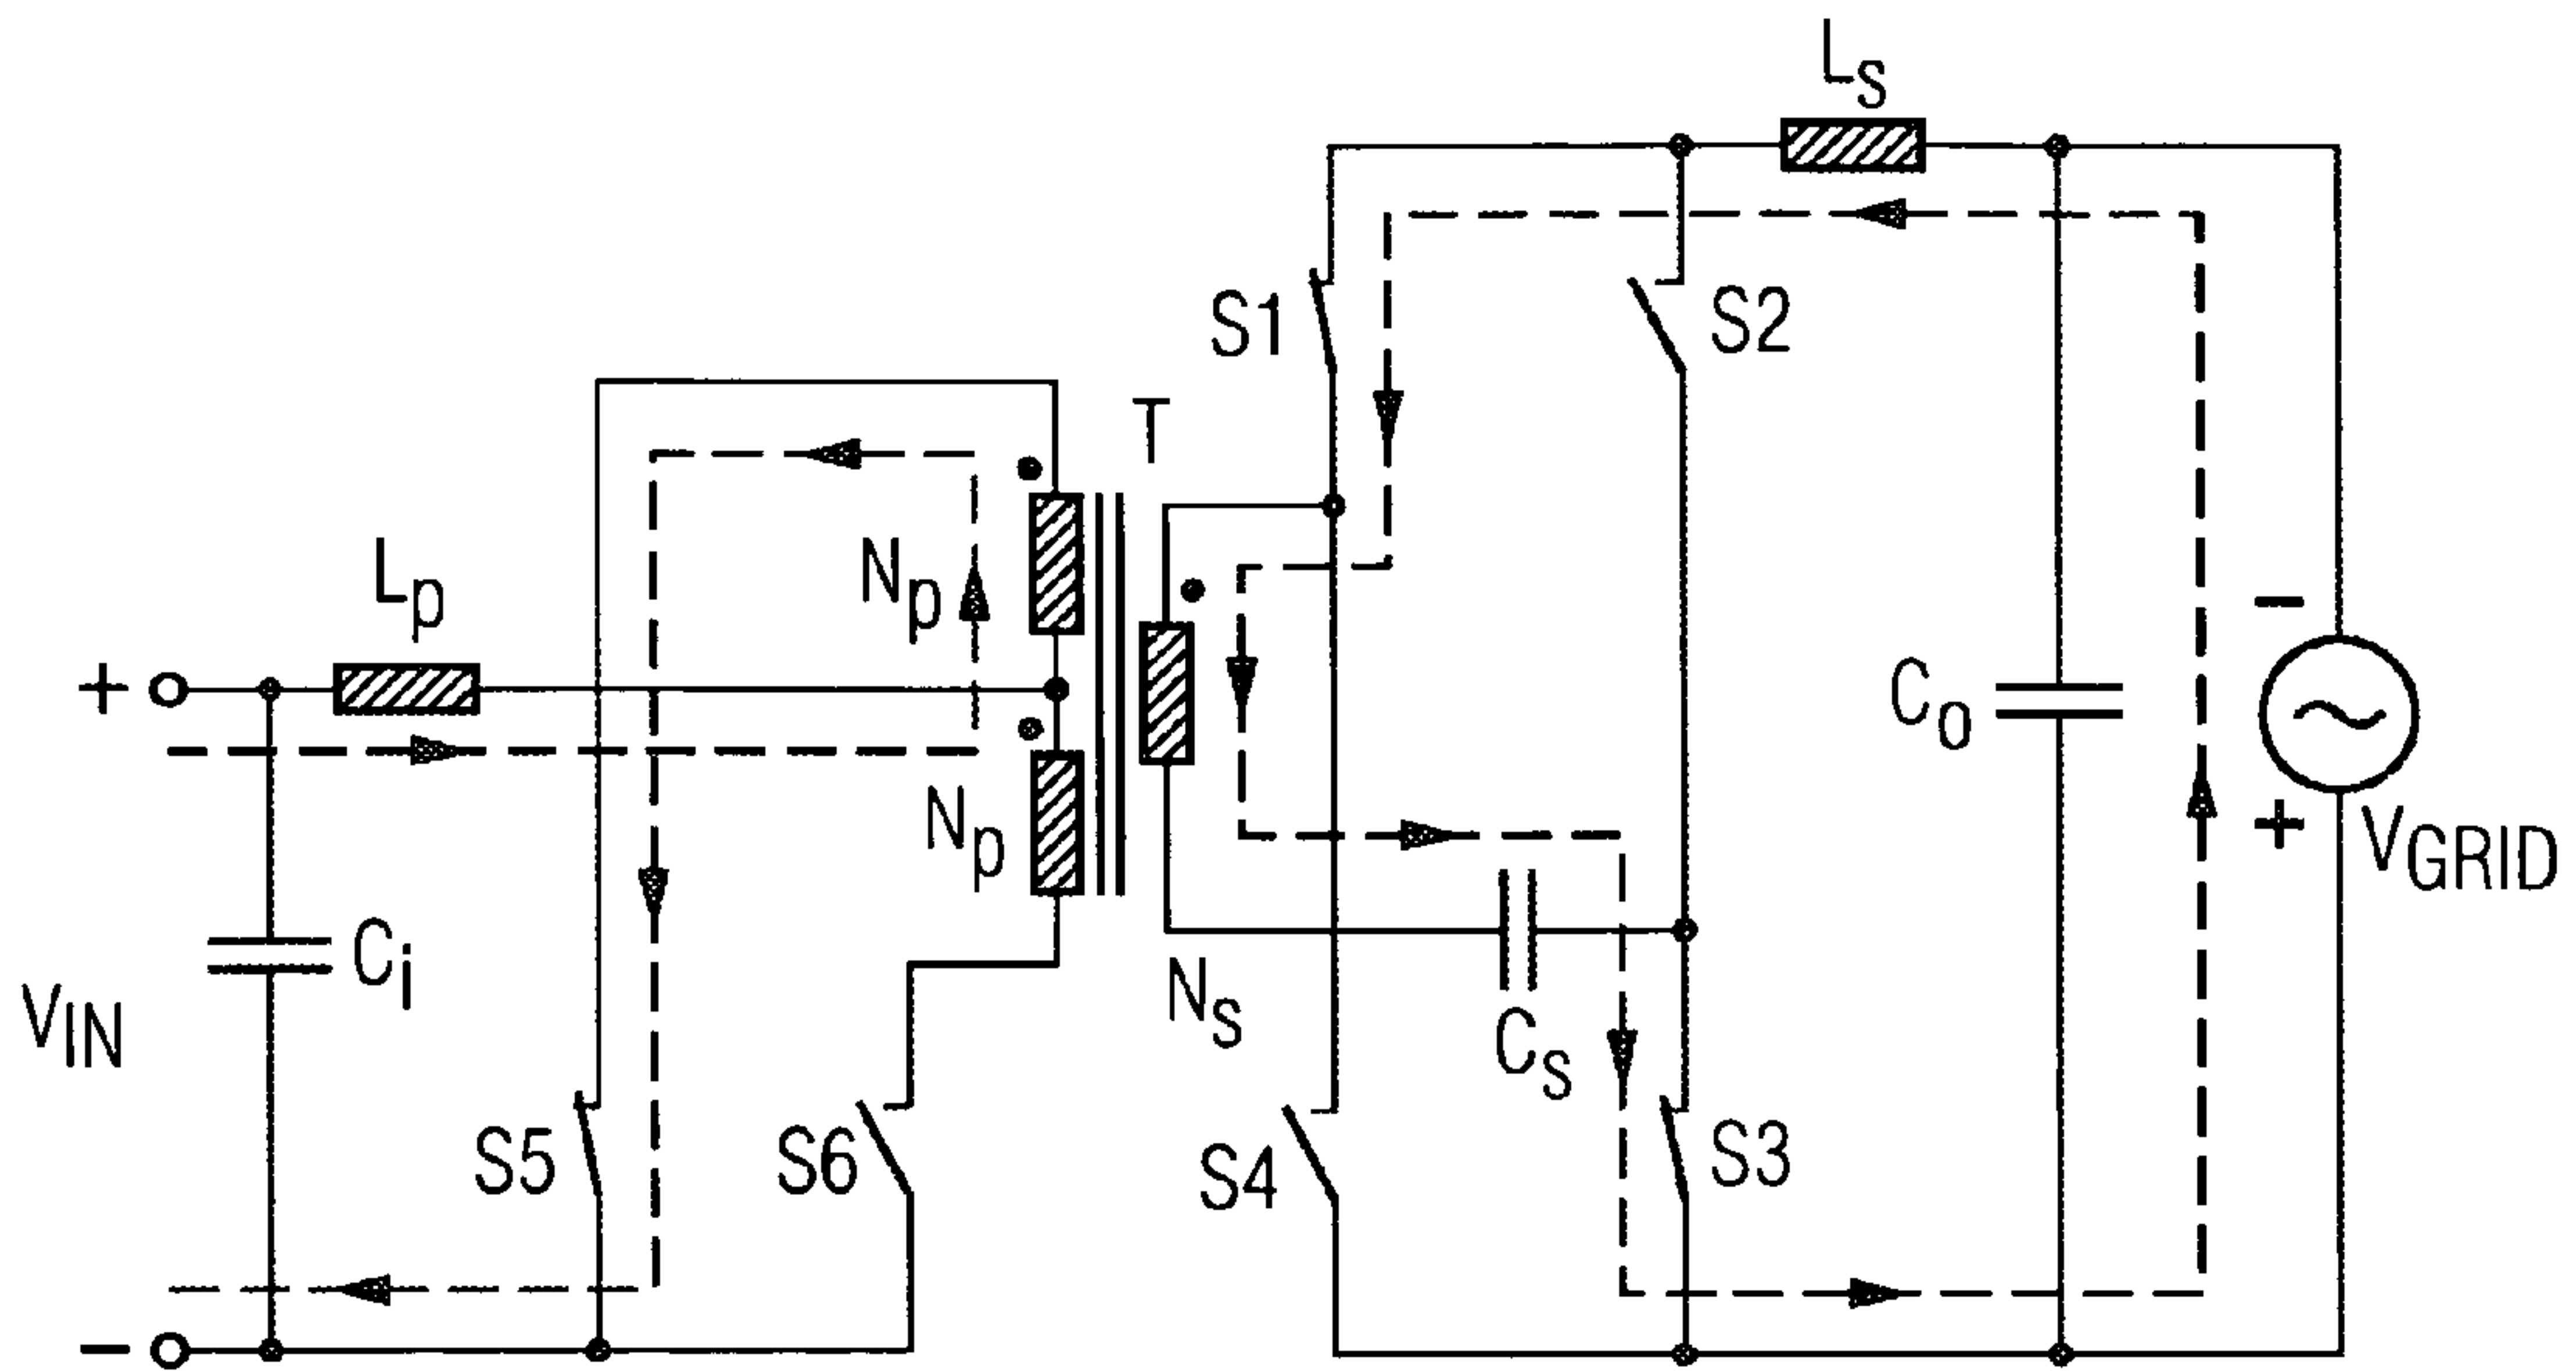 Ls
S1
S2
T
Lp
Np
+
-
Co
Np
+
VGRID
Ci
VIN
Ns
Cs
S5
S6
S4
S3
-